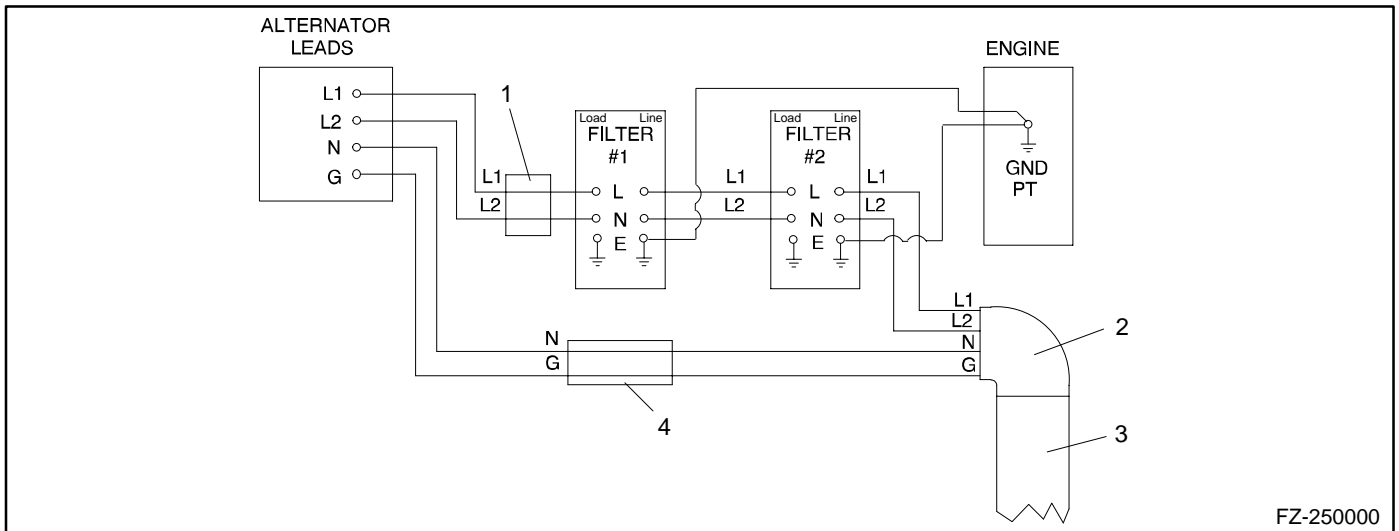 ALTERNATOR
LEADS
ENGINE
L1
L2
N
G
1
Load Line
FILTER
#1
Load Line
FILTER
#2
GND
PT
L1
L2
L
N
E
L1
L2
L
N
E
L1
L2
L1
L2
N
G
2
N
G
4
3
FZ-250000